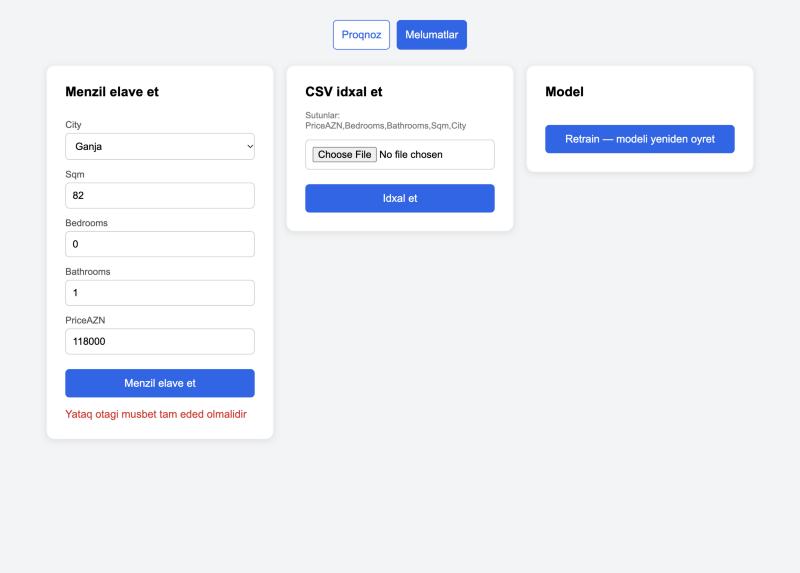 Proqnoz Melumatlar
Menzil elave et
City
Ganja
Sqm
82
Bedrooms
0
Bathrooms
1
PriceAZN
118000
Menzil elave et
Yataq otagi musbet tam eded olmalidir
CSV idxal et
Sutunlar:
PriceAZN,Bedrooms,Bathrooms,Sqm,City
Choose File No file chosen
Idxal et
Model
Retrain — modeli yeniden oyret